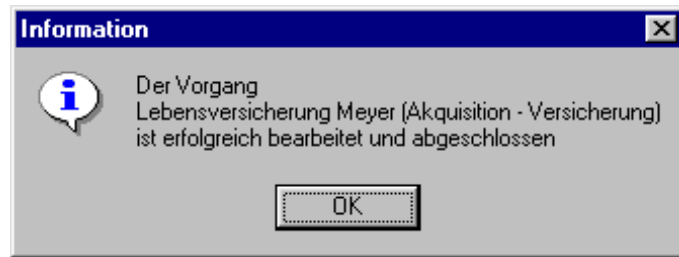 Information
Der Vorgang
Lebensversicherung Meyer (Akquisition - Versicherung)
ist erfolgreich bearbeitet und abgeschlossen
OK